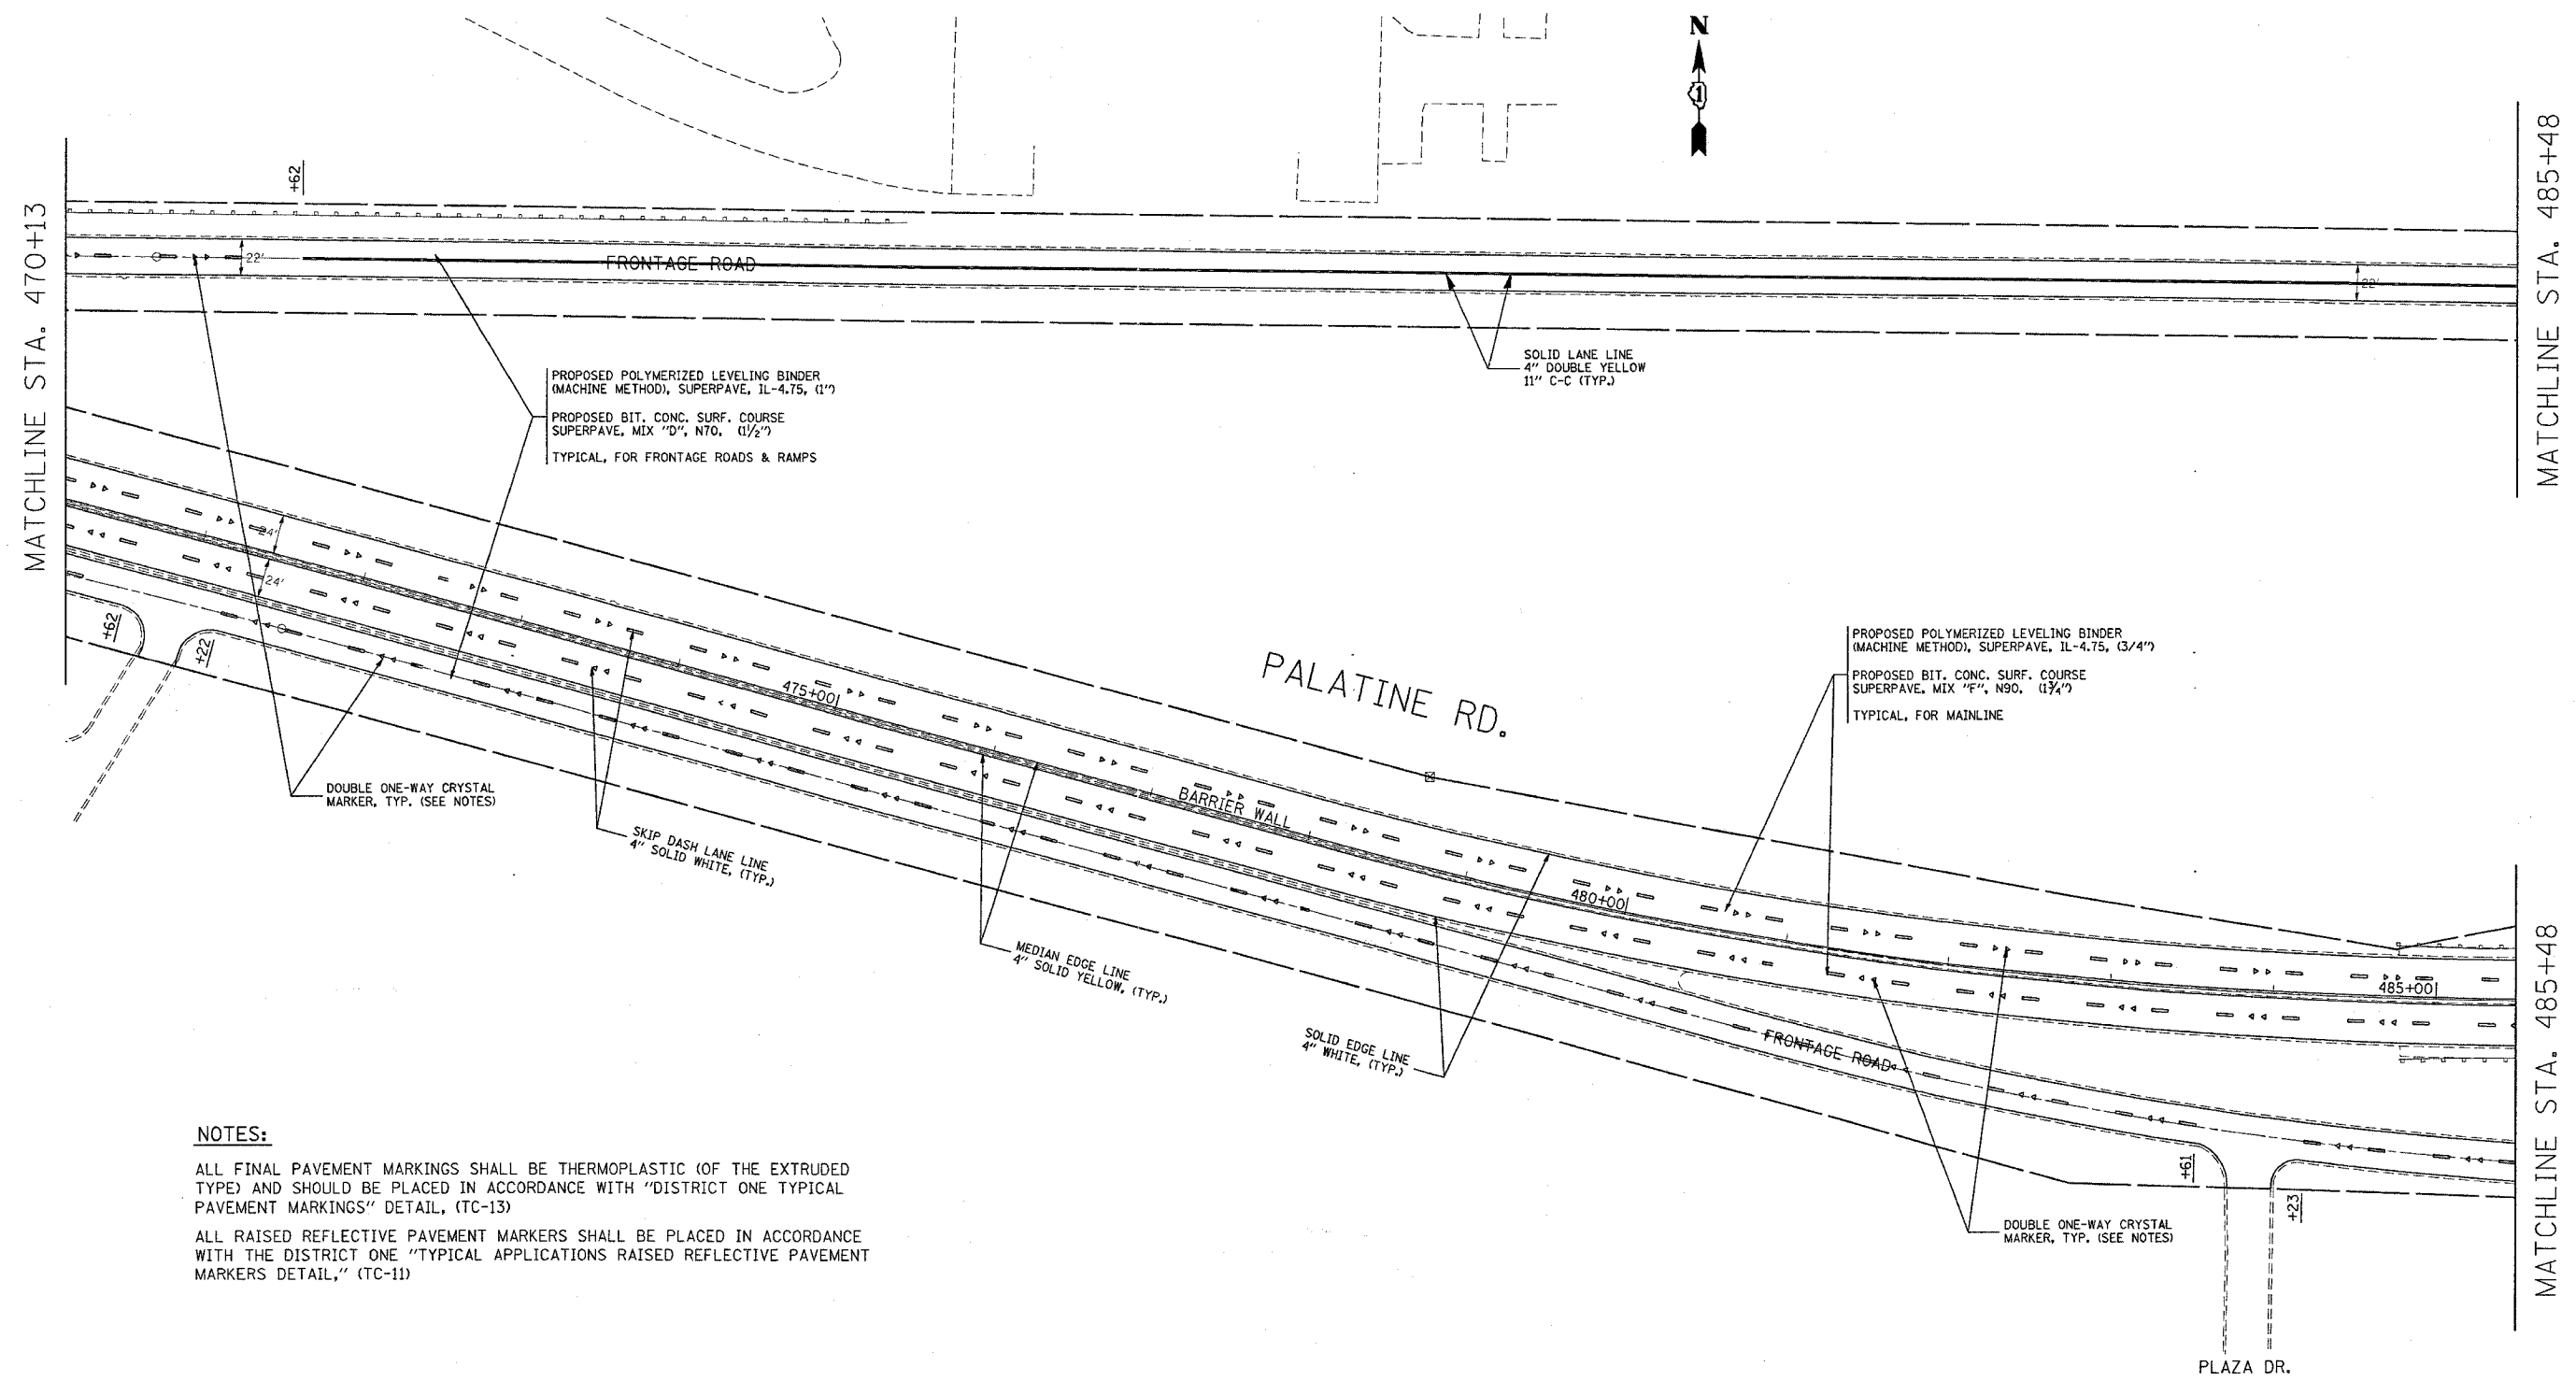 N
1
MATCHLINE STA. 470+13
MATCHLINE STA. 485+48
+62
22'
FRONTAGE ROAD
22'
SOLID LANE LINE
4" DOUBLE YELLOW
11" C-C (TYP.)
PROPOSED POLYMERIZED LEVELING BINDER
(MACHINE METHOD), SUPERPAVE, IL-4.75, (1")
PROPOSED BIT. CONC. SURF. COURSE
SUPERPAVE, MIX "D", N70, (1½")
TYPICAL, FOR FRONTAGE ROADS & RAMPS
24'
24'
+62
+22
475+00
PALATINE RD.
PROPOSED POLYMERIZED LEVELING BINDER
(MACHINE METHOD), SUPERPAVE, IL-4.75, (3/4")
PROPOSED BIT. CONC. SURF. COURSE
SUPERPAVE, MIX "F", N90, (1¾")
TYPICAL, FOR MAINLINE
DOUBLE ONE-WAY CRYSTAL
MARKER, TYP. (SEE NOTES)
BARRIER WALL
SKIP DASH LANE LINE
4" SOLID WHITE, (TYP.)
480+00
MEDIAN EDGE LINE
4" SOLID YELLOW, (TYP.)
485+00
SOLID EDGE LINE
4" WHITE, (TYP.)
FRONTAGE ROAD
MATCHLINE STA. 485+48
+61
+23
DOUBLE ONE-WAY CRYSTAL
MARKER, TYP. (SEE NOTES)
PLAZA DR.
NOTES:
ALL FINAL PAVEMENT MARKINGS SHALL BE THERMOPLASTIC (OF THE EXTRUDED
TYPE) AND SHOULD BE PLACED IN ACCORDANCE WITH "DISTRICT ONE TYPICAL
PAVEMENT MARKINGS" DETAIL, (TC-13)
ALL RAISED REFLECTIVE PAVEMENT MARKERS SHALL BE PLACED IN ACCORDANCE
WITH THE DISTRICT ONE "TYPICAL APPLICATIONS RAISED REFLECTIVE PAVEMENT
MARKERS DETAIL," (TC-11)